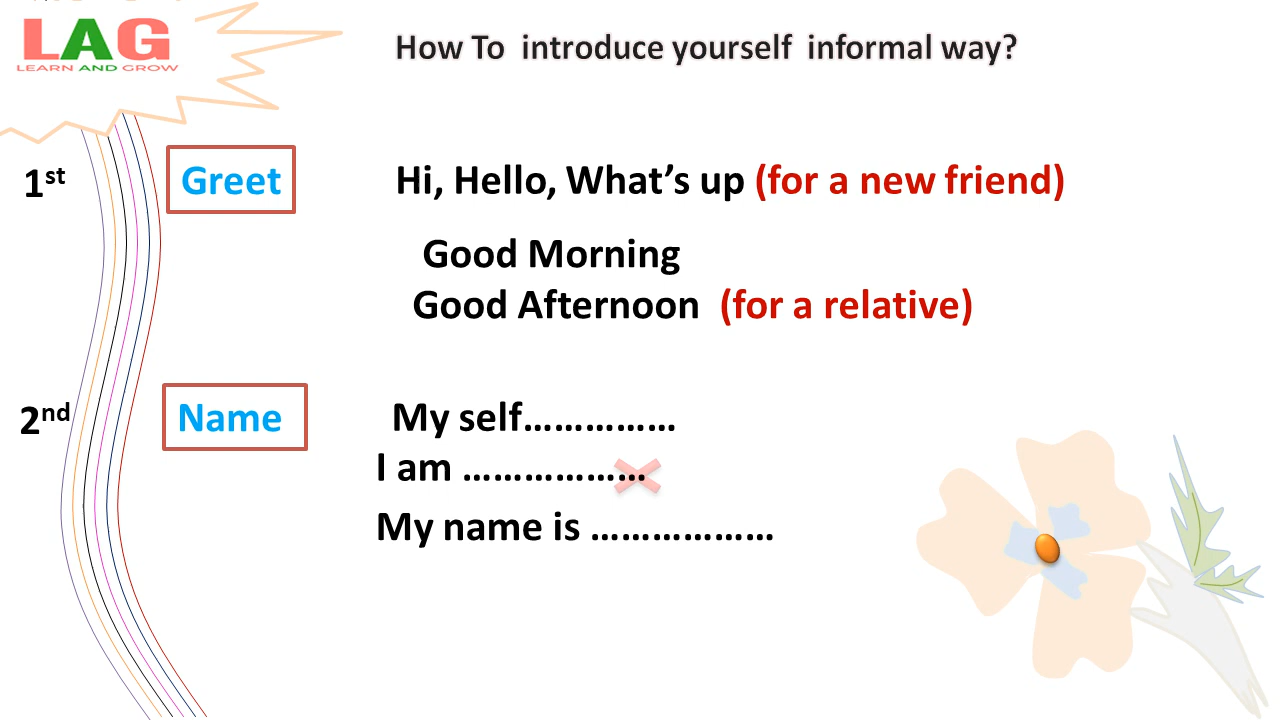 LAG
LEARN AND GROW
How To introduce yourself informal way?
1st Greet Hi, Hello, What’s up (for a new friend)
Good Morning
Good Afternoon (for a relative)
2nd Name My self……………
I am ………………
My name is ………………